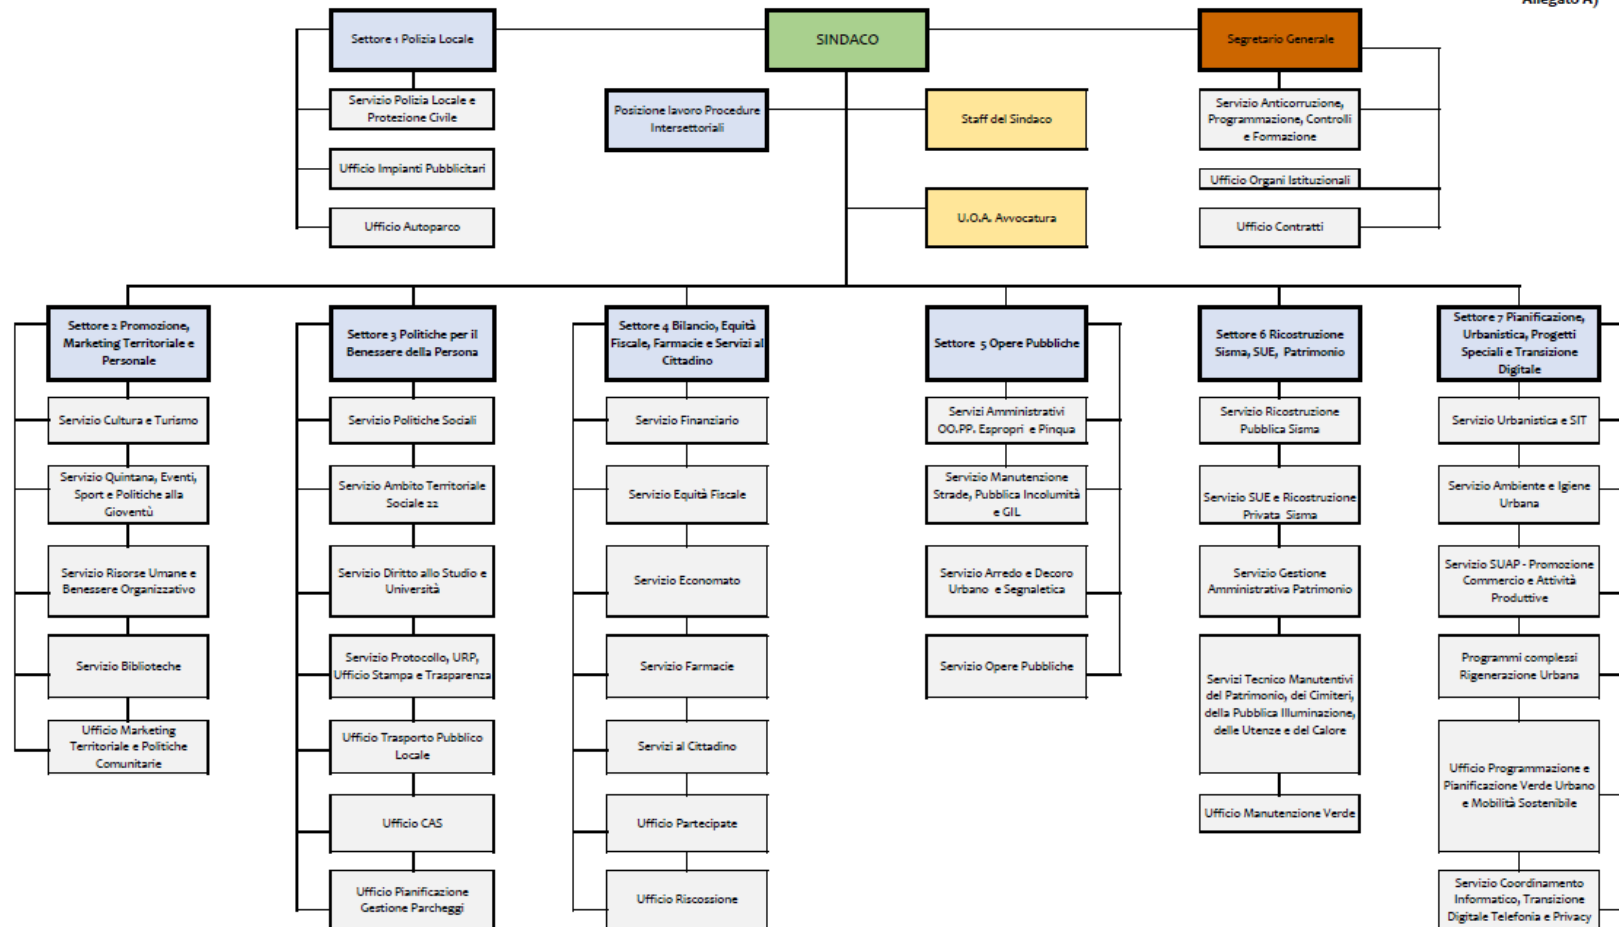 Allegato A)
Settore 1 Polizia Locale
SINDACO
Segretario Generale
Servizio Polizia Locale e
Protezione Civile
Ufficio Impianti Pubblicitari
Ufficio Autoparco
Posizione lavoro Procedure
Intersettoriali
Staff del Sindaco
U.O.A. Avvocatura
Servizio Anticorruzione,
Programmazione, Controlli
e Formazione
Ufficio Organi Istituzionali
Ufficio Contratti
Settore 2 Promozione,
Marketing Territoriale e
Personale
Servizio Cultura e Turismo
Servizio Quintana, Eventi,
Sport e Politiche alla
Gioventù
Servizio Risorse Umane e
Benessere Organizzativo
Servizio Biblioteche
Ufficio Marketing
Territoriale e Politiche
Comunitarie
Settore 3 Politiche per il
Benessere della Persona
Servizio Politiche Sociali
Servizio Ambito Territoriale
Sociale 22
Servizio Diritto allo Studio e
Università
Servizio Protocollo, URP,
Ufficio Stampa e Trasparenza
Ufficio Trasporto Pubblico
Locale
Ufficio CAS
Ufficio Pianificazione
Gestione Parcheggi
Settore 4 Bilancio, Equità
Fiscale, Farmacie e Servizi al
Cittadino
Servizio Finanziario
Servizio Equità Fiscale
Servizio Economato
Servizio Farmacie
Servizi al Cittadino
Ufficio Partecipate
Ufficio Riscossione
Settore 5 Opere Pubbliche
Servizi Amministrativi
OO.PP. Espropri e Pinqua
Servizio Manutenzione
Strade, Pubblica Incolumità
e GIL
Servizio Arredo e Decoro
Urbano e Segnaletica
Servizio Opere Pubbliche
Settore 6 Ricostruzione
Sisma, SUE, Patrimonio
Servizio Ricostruzione
Pubblica Sisma
Servizio SUE e Ricostruzione
Privata Sisma
Servizio Gestione
Amministrativa Patrimonio
Servizi Tecnico Manutentivi
del Patrimonio, dei Cimiteri,
della Pubblica Illuminazione,
delle Utenze e del Calore
Ufficio Manutenzione Verde
Settore 7 Pianificazione,
Urbanistica, Progetti
Speciali e Transizione
Digitale
Servizio Urbanistica e SIT
Servizio Ambiente e Igiene
Urbana
Servizio SUAP - Promozione
Commercio e Attività
Produttive
Programmi complessi
Rigenerazione Urbana
Ufficio Programmazione e
Pianificazione Verde Urbano
e Mobilità Sostenibile
Servizio Coordinamento
Informatico, Transizione
Digitale Telefonia e Privacy